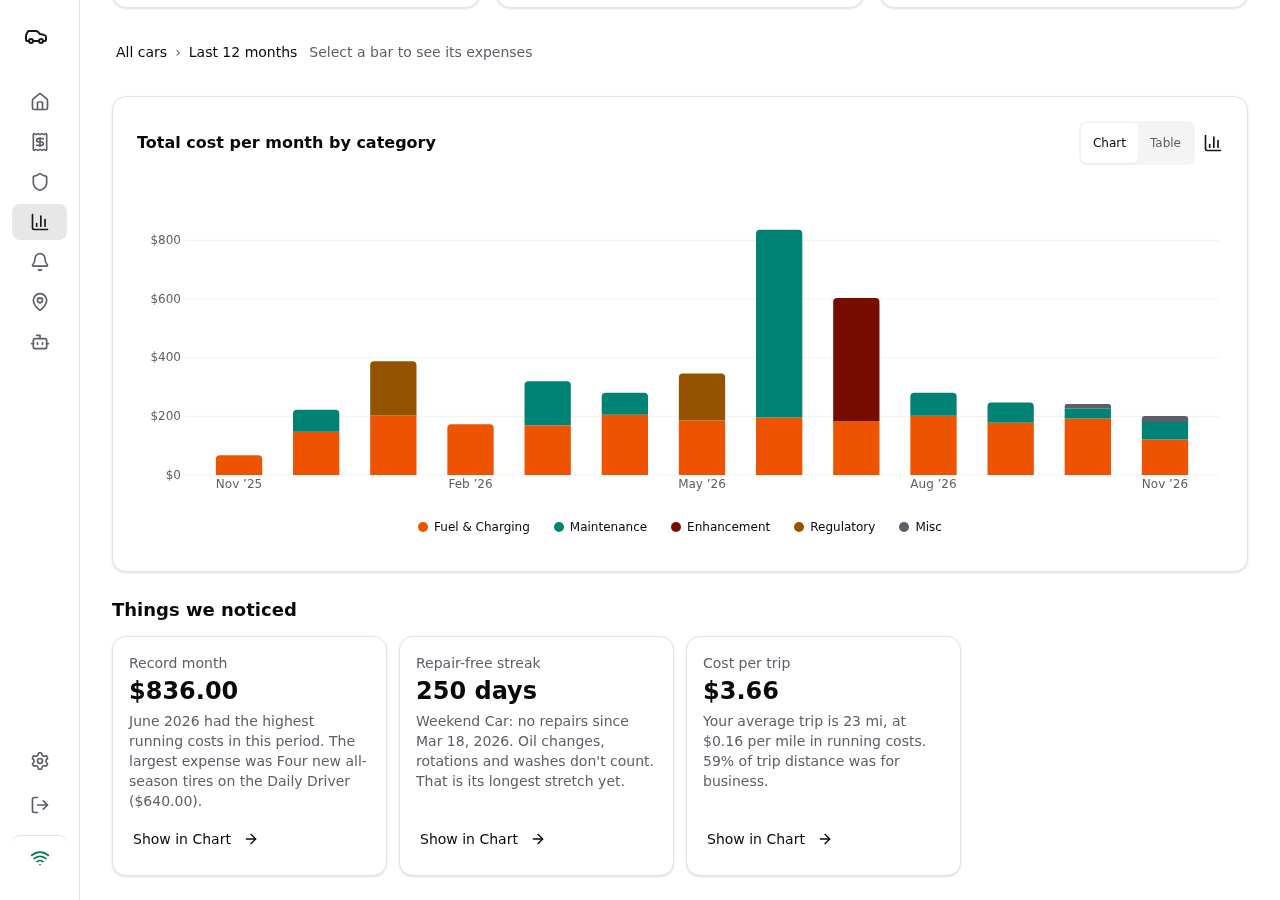 All cars › Last 12 months Select a bar to see its expenses
Total cost per month by category
Chart Table
$800
$600
$400
$200
$0
Nov ’25 Feb ’26 May ’26 Aug ’26 Nov ’26
Fuel & Charging Maintenance Enhancement Regulatory Misc
Things we noticed
Record month
$836.00
June 2026 had the highest
running costs in this period. The
largest expense was Four new all-
season tires on the Daily Driver
($640.00).
Show in Chart
Repair-free streak
250 days
Weekend Car: no repairs since
Mar 18, 2026. Oil changes,
rotations and washes don't count.
That is its longest stretch yet.
Show in Chart
Cost per trip
$3.66
Your average trip is 23 mi, at
$0.16 per mile in running costs.
59% of trip distance was for
business.
Show in Chart